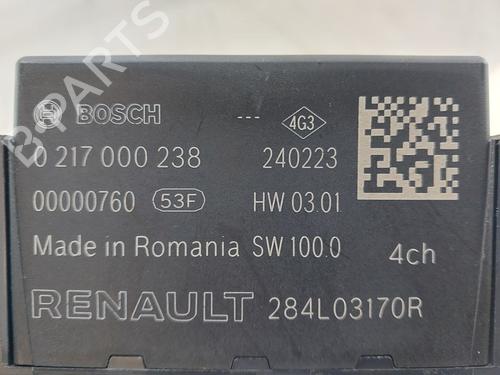 BOSCH --- 4G3
0 217 000 238 240223
00000760 53F HW 03.01
Made in Romania SW 100.0 4ch
RENAULT 284L03170R
B-PARTS